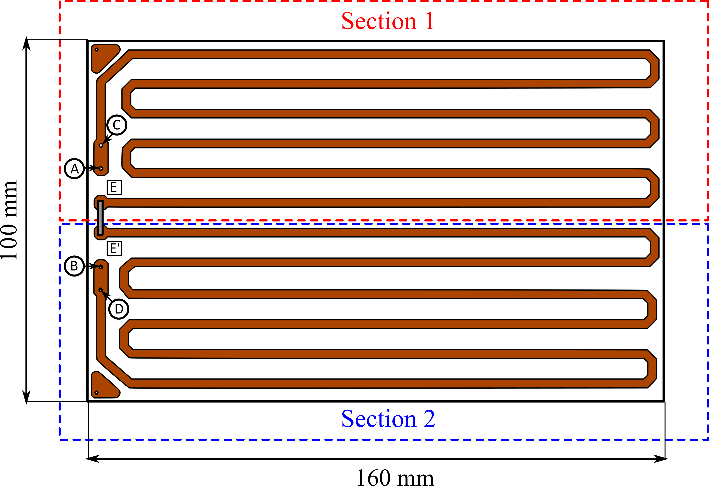 Section 1
C
A
E
100 mm
E'
B
D
Section 2
160 mm